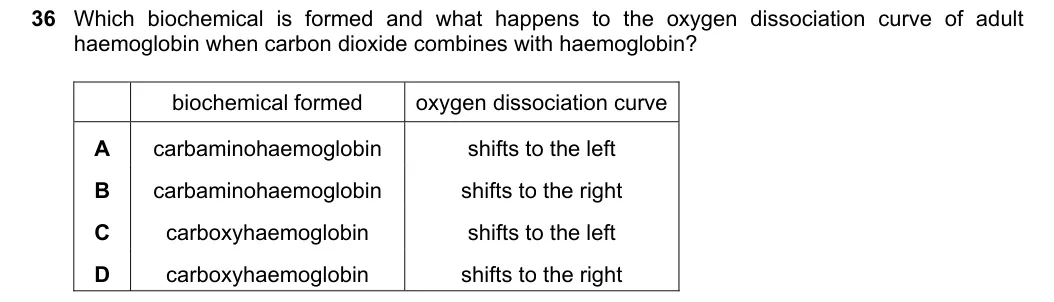 36 Which biochemical is formed and what happens to the oxygen dissociation curve of adult
haemoglobin when carbon dioxide combines with haemoglobin?
biochemical formed oxygen dissociation curve
A carbaminohaemoglobin shifts to the left
B carbaminohaemoglobin shifts to the right
C carboxyhaemoglobin shifts to the left
D carboxyhaemoglobin shifts to the right